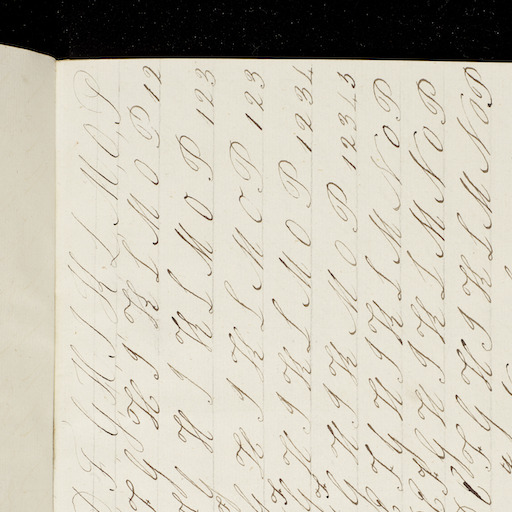 F G H I K L M O P
F G H I K L M O P 12
F G H I K L M O P 123
G H I K L M O P 123
F G H I K L M O P 1234
F G H I K M O P 12345
F G H I K L M N O P
F G H I K L M N O P
F G H I K L M N O P